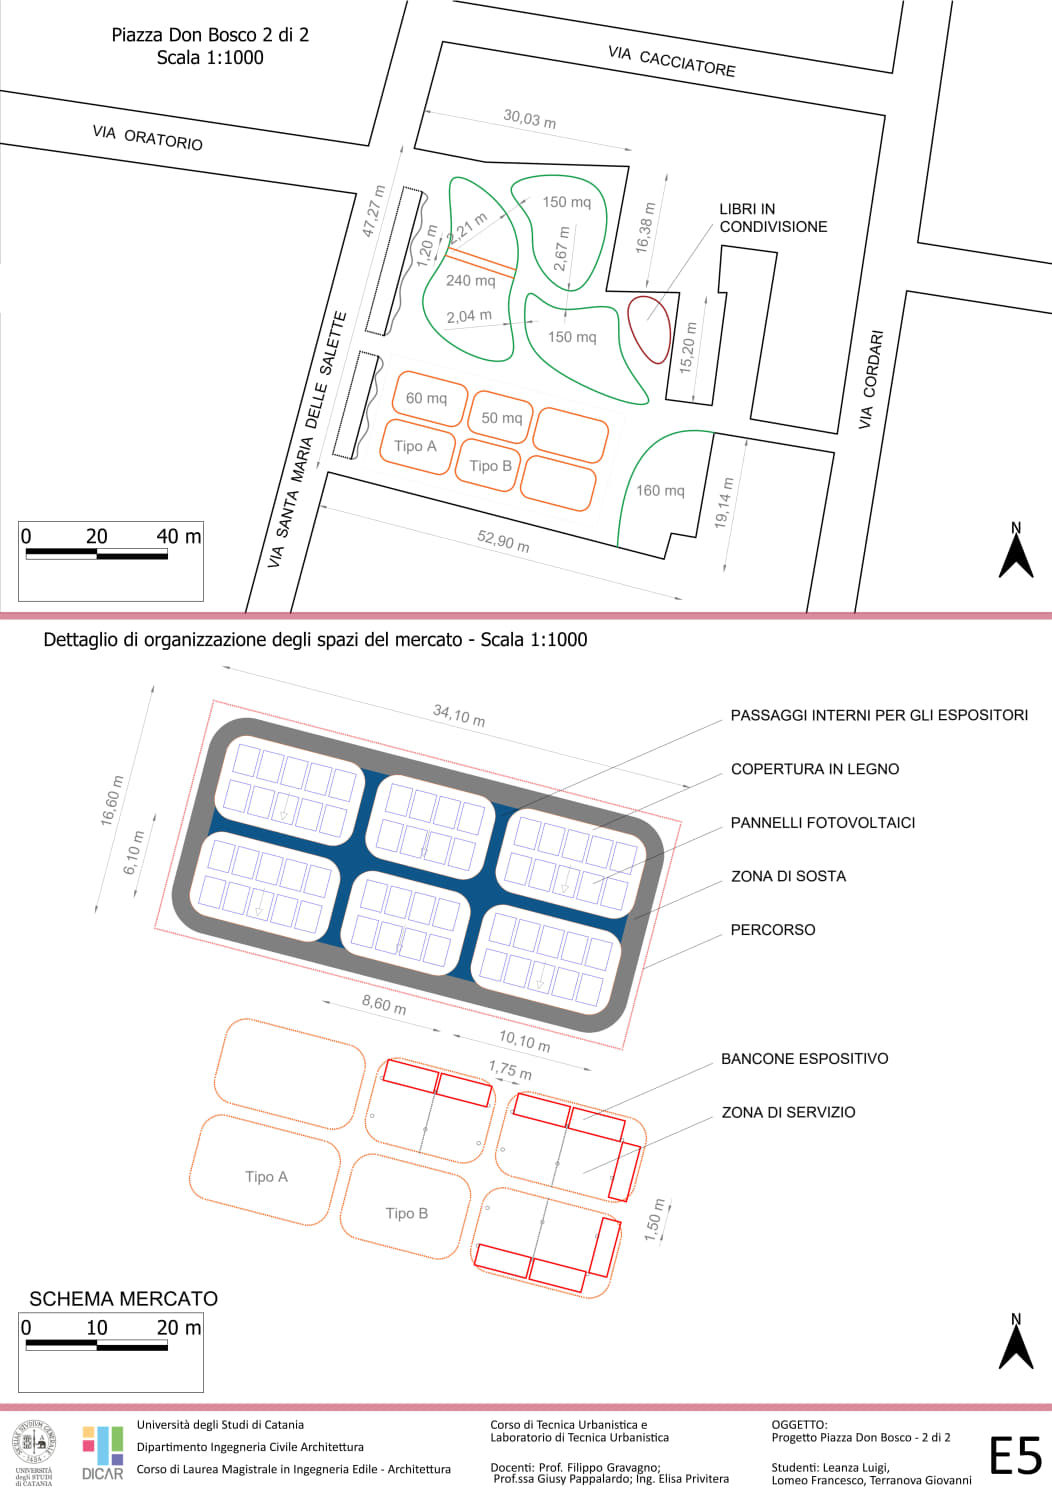 Piazza Don Bosco 2 di 2
Scala 1:1000
VIA CACCIATORE
VIA ORATORIO
30,03 m
47,27 m
150 mq
16,38 m
LIBRI IN
CONDIVISIONE
2,21 m
1,20 m
2,67 m
240 mq
2,04 m
150 mq
15,20 m
VIA CORDARI
VIA SANTA MARIA DELLE SALETTE
60 mq
50 mq
Tipo A
Tipo B
160 mq
19,14 m
52,90 m
0 20 40 m
N
Dettaglio di organizzazione degli spazi del mercato - Scala 1:1000
34,10 m
16,60 m
6,10 m
PASSAGGI INTERNI PER GLI ESPOSITORI
COPERTURA IN LEGNO
PANNELLI FOTOVOLTAICI
ZONA DI SOSTA
PERCORSO
8,60 m
10,10 m
1,75 m
BANCONE ESPOSITIVO
ZONA DI SERVIZIO
Tipo A
Tipo B
1,50 m
SCHEMA MERCATO
0 10 20 m
N
UNIVERSITÀ
degli STUDI
di CATANIA
DICAR
Università degli Studi di Catania
Dipartimento Ingegneria Civile Architettura
Corso di Laurea Magistrale in Ingegneria Edile - Architettura
Corso di Tecnica Urbanistica e
Laboratorio di Tecnica Urbanistica
Docenti: Prof. Filippo Gravagno;
Prof.ssa Giusy Pappalardo; Ing. Elisa Privitera
OGGETTO:
Progetto Piazza Don Bosco - 2 di 2
Studenti: Leanza Luigi,
Lomeo Francesco, Terranova Giovanni
E5